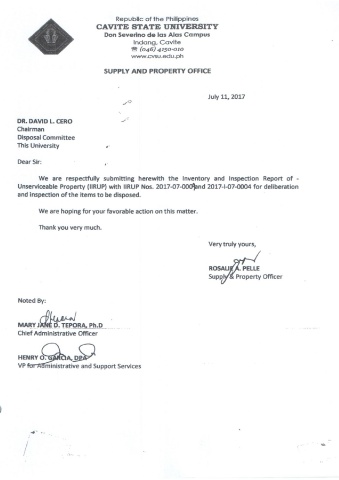 Republic of the Philippines
CAVITE STATE UNIVERSITY
Don Severino de las Alas Campus
Indang, Cavite
☎ (046) 4150-010
www.cvsu.edu.ph
SUPPLY AND PROPERTY OFFICE
July 11, 2017
DR. DAVID L. CERO
Chairman
Disposal Committee
This University
Dear Sir:
We are respectfully submitting herewith the Inventory and Inspection Report of -
Unserviceable Property (IIRUP) with IIRUP Nos. and 2017-I-07-0004 for deliberation
and inspection of the items to be disposed.
We are hoping for your favorable action on this matter.
Thank you very much.
Very truly yours,
ROSALIE A. PELLE
Supply & Property Officer
Noted By:
MARY JANE D. TEPORA, Ph.D
Chief Administrative Officer
HENRY O. GARCIA, DPA
VP for Administrative and Support Services